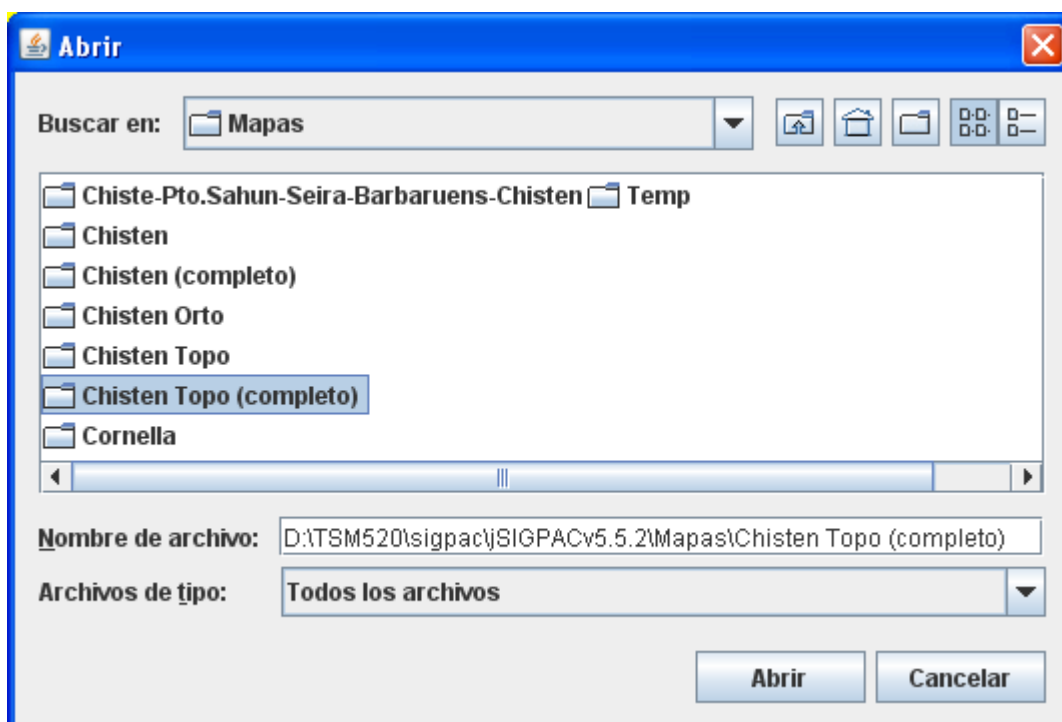 Abrir
Buscar en: Mapas
Chiste-Pto.Sahun-Seira-Barbaruens-Chisten Temp
Chisten
Chisten (completo)
Chisten Orto
Chisten Topo
Chisten Topo (completo)
Cornella
Nombre de archivo: D:\TSM520\sigpac\jSIGPACv5.5.2\Mapas\Chisten Topo (completo)
Archivos de tipo: Todos los archivos
Abrir Cancelar